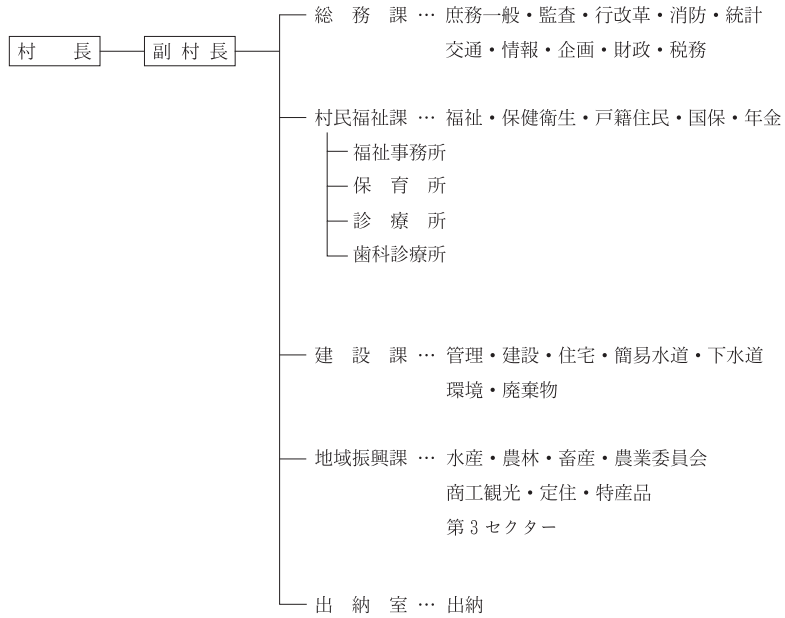 村長
副村長
総務課 … 庶務一般・監査・行改革・消防・統計
交通・情報・企画・財政・税務
村民福祉課 … 福祉・保健衛生・戸籍住民・国保・年金
福祉事務所
保育所
診療所
歯科診療所
建設課 … 管理・建設・住宅・簡易水道・下水道
環境・廃棄物
地域振興課 … 水産・農林・畜産・農業委員会
商工観光・定住・特産品
第3セクター
出納室 … 出納